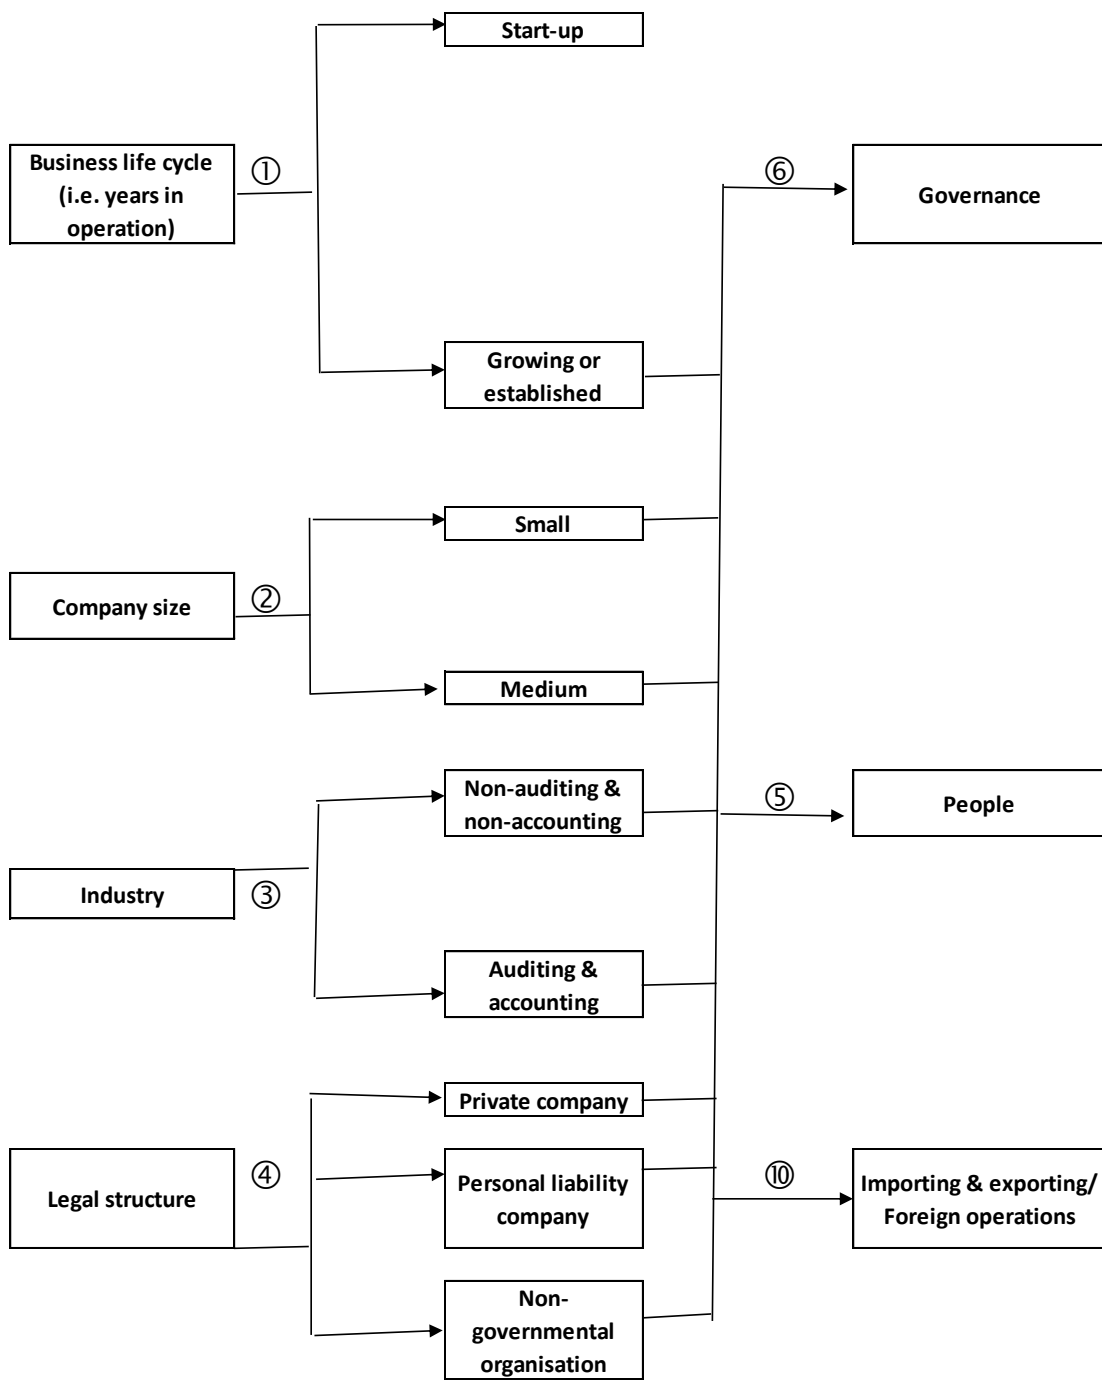 Start-up
Business life cycle
(i.e. years in
operation)
①
⑥
Governance
Growing or
established
Small
Company size
②
Medium
Non-auditing &
non-accounting
⑤
People
Industry
③
Auditing &
accounting
Private company
Legal structure
④
Personal liability
company
⑩
Importing & exporting/
Foreign operations
Non-
governmental
organisation